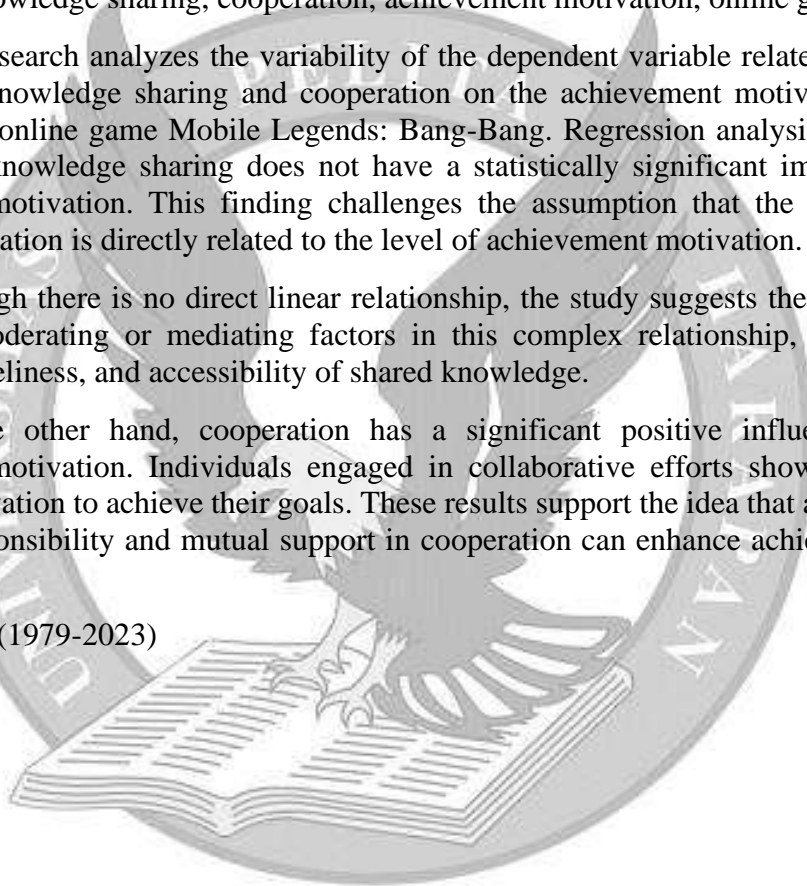 owledge sharing, cooperation, achievement motivation, online g
search analyzes the variability of the dependent variable relate
nowledge sharing and cooperation on the achievement motiv
online game Mobile Legends: Bang-Bang. Regression analysi
nowledge sharing does not have a statistically significant im
motivation. This finding challenges the assumption that the
ation is directly related to the level of achievement motivation.
gh there is no direct linear relationship, the study suggests the
oderating or mediating factors in this complex relationship,
eliness, and accessibility of shared knowledge.
e other hand, cooperation has a significant positive influe
motivation. Individuals engaged in collaborative efforts show
vation to achieve their goals. These results support the idea that a
onsibility and mutual support in cooperation can enhance achi
(1979-2023)
UNIVERSITAS PELITA HARAPAN